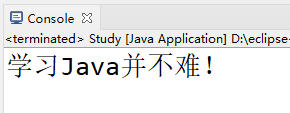 Console
<terminated> Study [Java Application] D:\eclipse-
学习Java并不难！